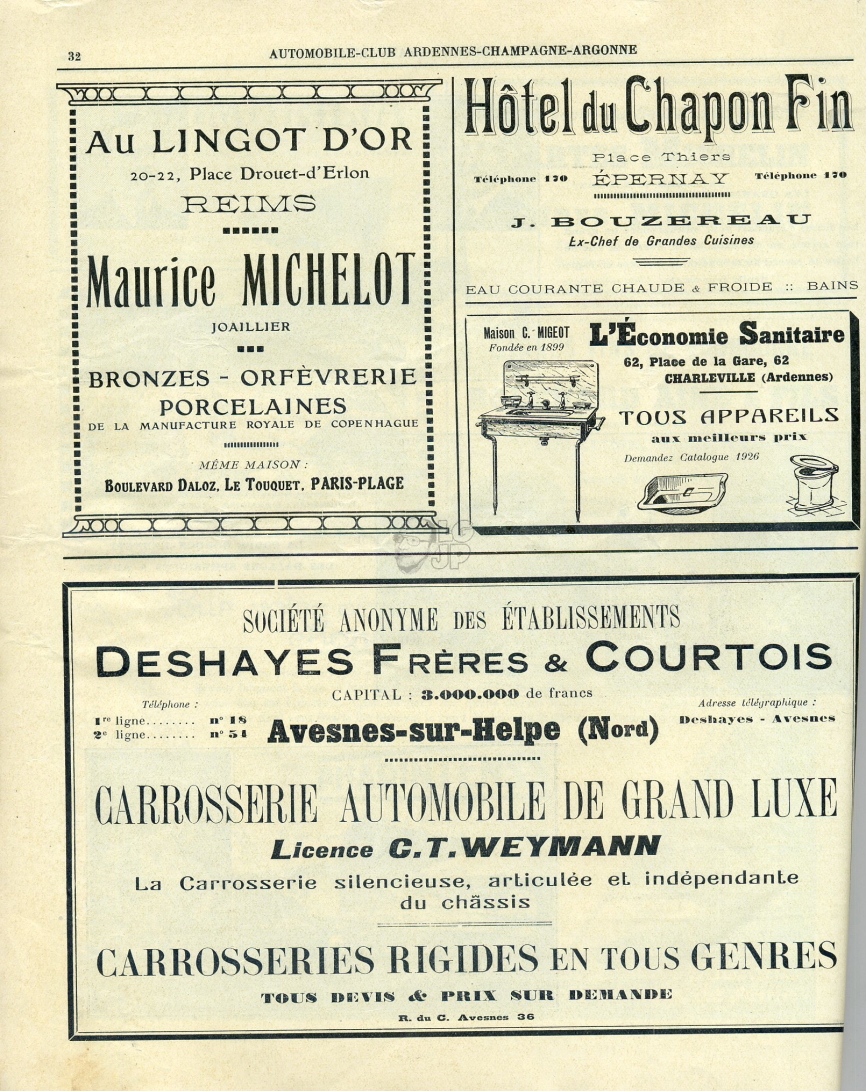 32
AUTOMOBILE-CLUB ARDENNES-CHAMPAGNE-ARGONNE
AU LINGOT D'OR
20-22, Place Drouet-d'Erlon
REIMS
Maurice MICHELOT
JOAILLIER
BRONZES - ORFÈVRERIE
PORCELAINES
DE LA MANUFACTURE ROYALE DE COPENHAGUE
MÊME MAISON :
BOULEVARD DALOZ, LE TOUQUET, PARIS-PLAGE
Hôtel du Chapon Fin
Place Thiers
Téléphone 170 ÉPERNAY Téléphone 170
J. BOUZEREAU
Ex-Chef de Grandes Cuisines
EAU COURANTE CHAUDE & FROIDE :: BAINS
Maison C. MIGEOT
Fondée en 1899
L'Économie Sanitaire
62, Place de la Gare, 62
CHARLEVILLE (Ardennes)
TOUS APPAREILS
aux meilleurs prix
Demandez Catalogue 1926
TC
JP
SOCIÉTÉ ANONYME DES ÉTABLISSEMENTS
DESHAYES FRÈRES & COURTOIS
CAPITAL : 3.000.000 de francs
Téléphone :
1re ligne........ n° 18
2e ligne........ n° 54
Avesnes-sur-Helpe (Nord)
Adresse télégraphique :
Deshayes - Avesnes
CARROSSERIE AUTOMOBILE DE GRAND LUXE
Licence C.T.WEYMANN
La Carrosserie silencieuse, articulée et indépendante
du châssis
CARROSSERIES RIGIDES EN TOUS GENRES
TOUS DEVIS & PRIX SUR DEMANDE
R. du C. Avesnes 36